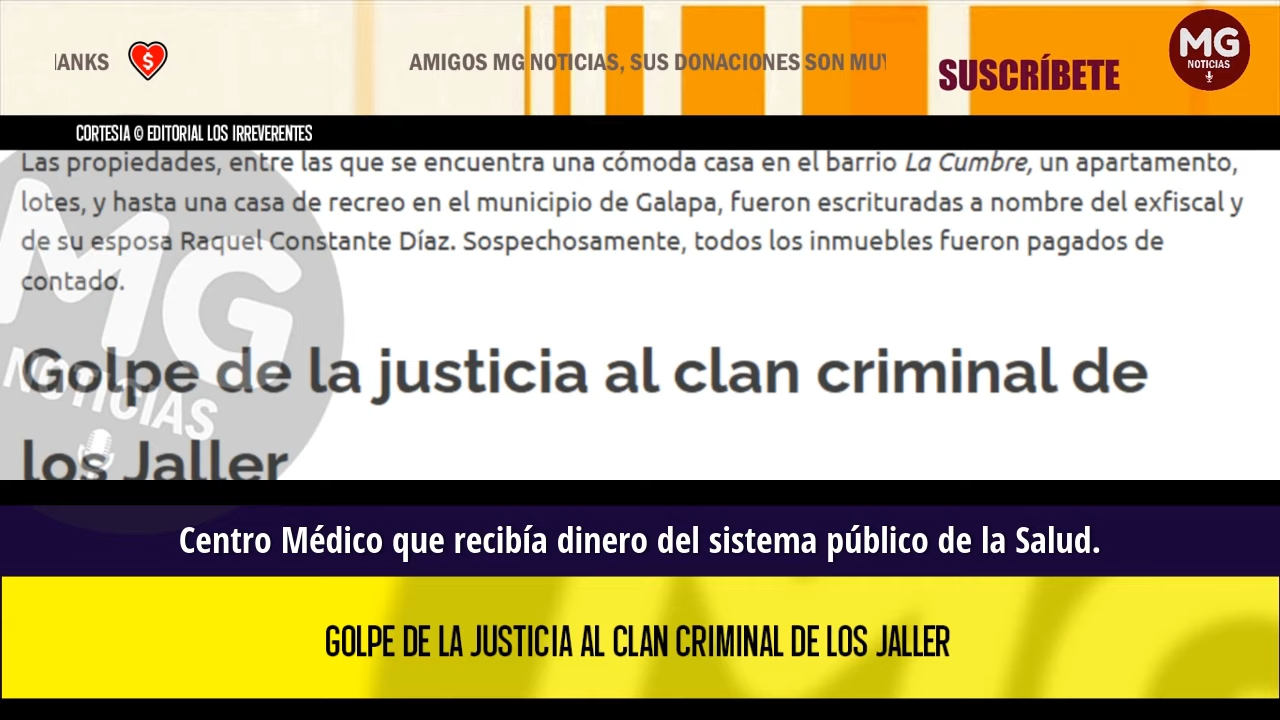 AMIGOS MG NOTICIAS, SUS DONACIONES SON MUY
SUSCRÍBETE
MG
NOTICIAS
$
CORTESIA © EDITORIAL LOS IRREVERENTES
Las propiedades, entre las que se encuentra una cómoda casa en el barrio La Cumbre, un apartamento,
lotes, y hasta una casa de recreo en el municipio de Galapa, fueron escrituradas a nombre del exfiscal y
de su esposa Raquel Constante Díaz. Sospechosamente, todos los inmuebles fueron pagados de
contado.
MG
NOTICIAS
Golpe de la justicia al clan criminal de
los Jaller
Centro Médico que recibía dinero del sistema público de la Salud.
GOLPE DE LA JUSTICIA AL CLAN CRIMINAL DE LOS JALLER